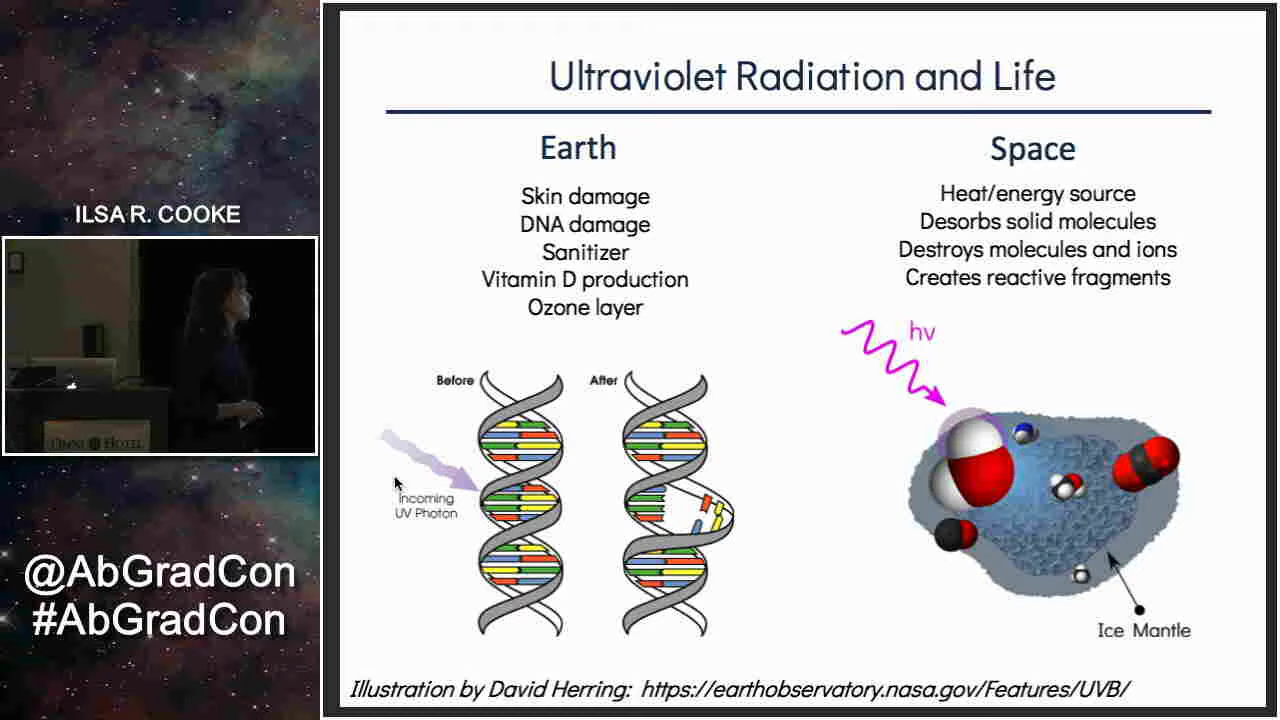 Ultraviolet Radiation and Life
Earth
Skin damage
DNA damage
Sanitizer
Vitamin D production
Ozone layer
Space
Heat/energy source
Desorbs solid molecules
Destroys molecules and ions
Creates reactive fragments
hν
Before
After
Incoming
UV Photon
Ice Mantle
Illustration by David Herring: https://earthobservatory.nasa.gov/Features/UVB/
ILSA R. COOKE
@AbGradCon
#AbGradCon